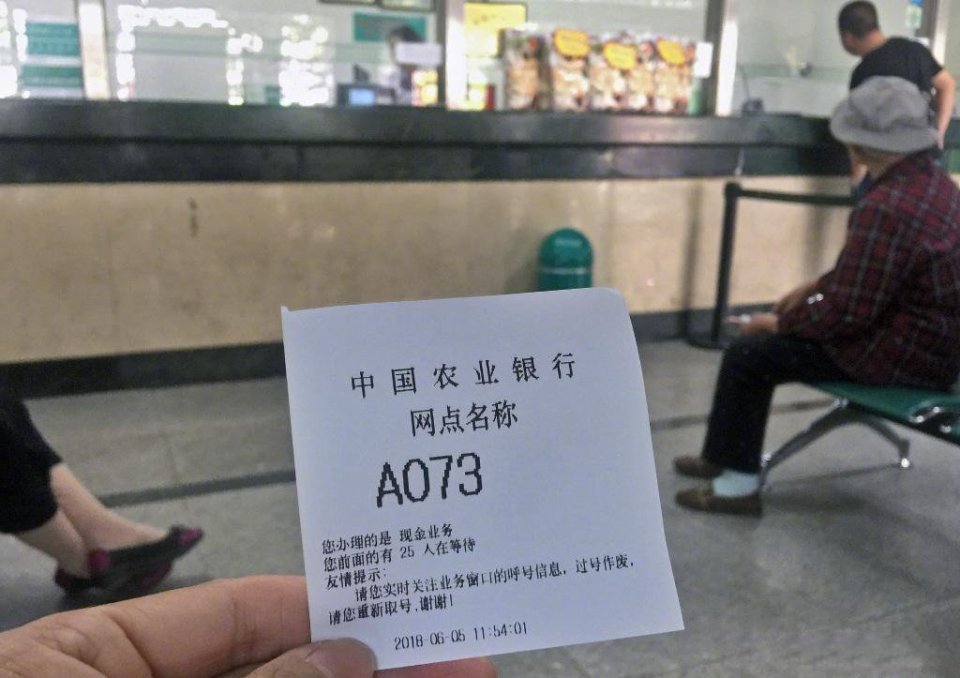 中国农业银行
网点名称
A073
您办理的是 现金业务
您前面的有 25 人在等待
友情提示:
请您实时关注业务窗口的呼号信息，过号作废，
请您重新取号,谢谢!
2018-06-05 11:54:01